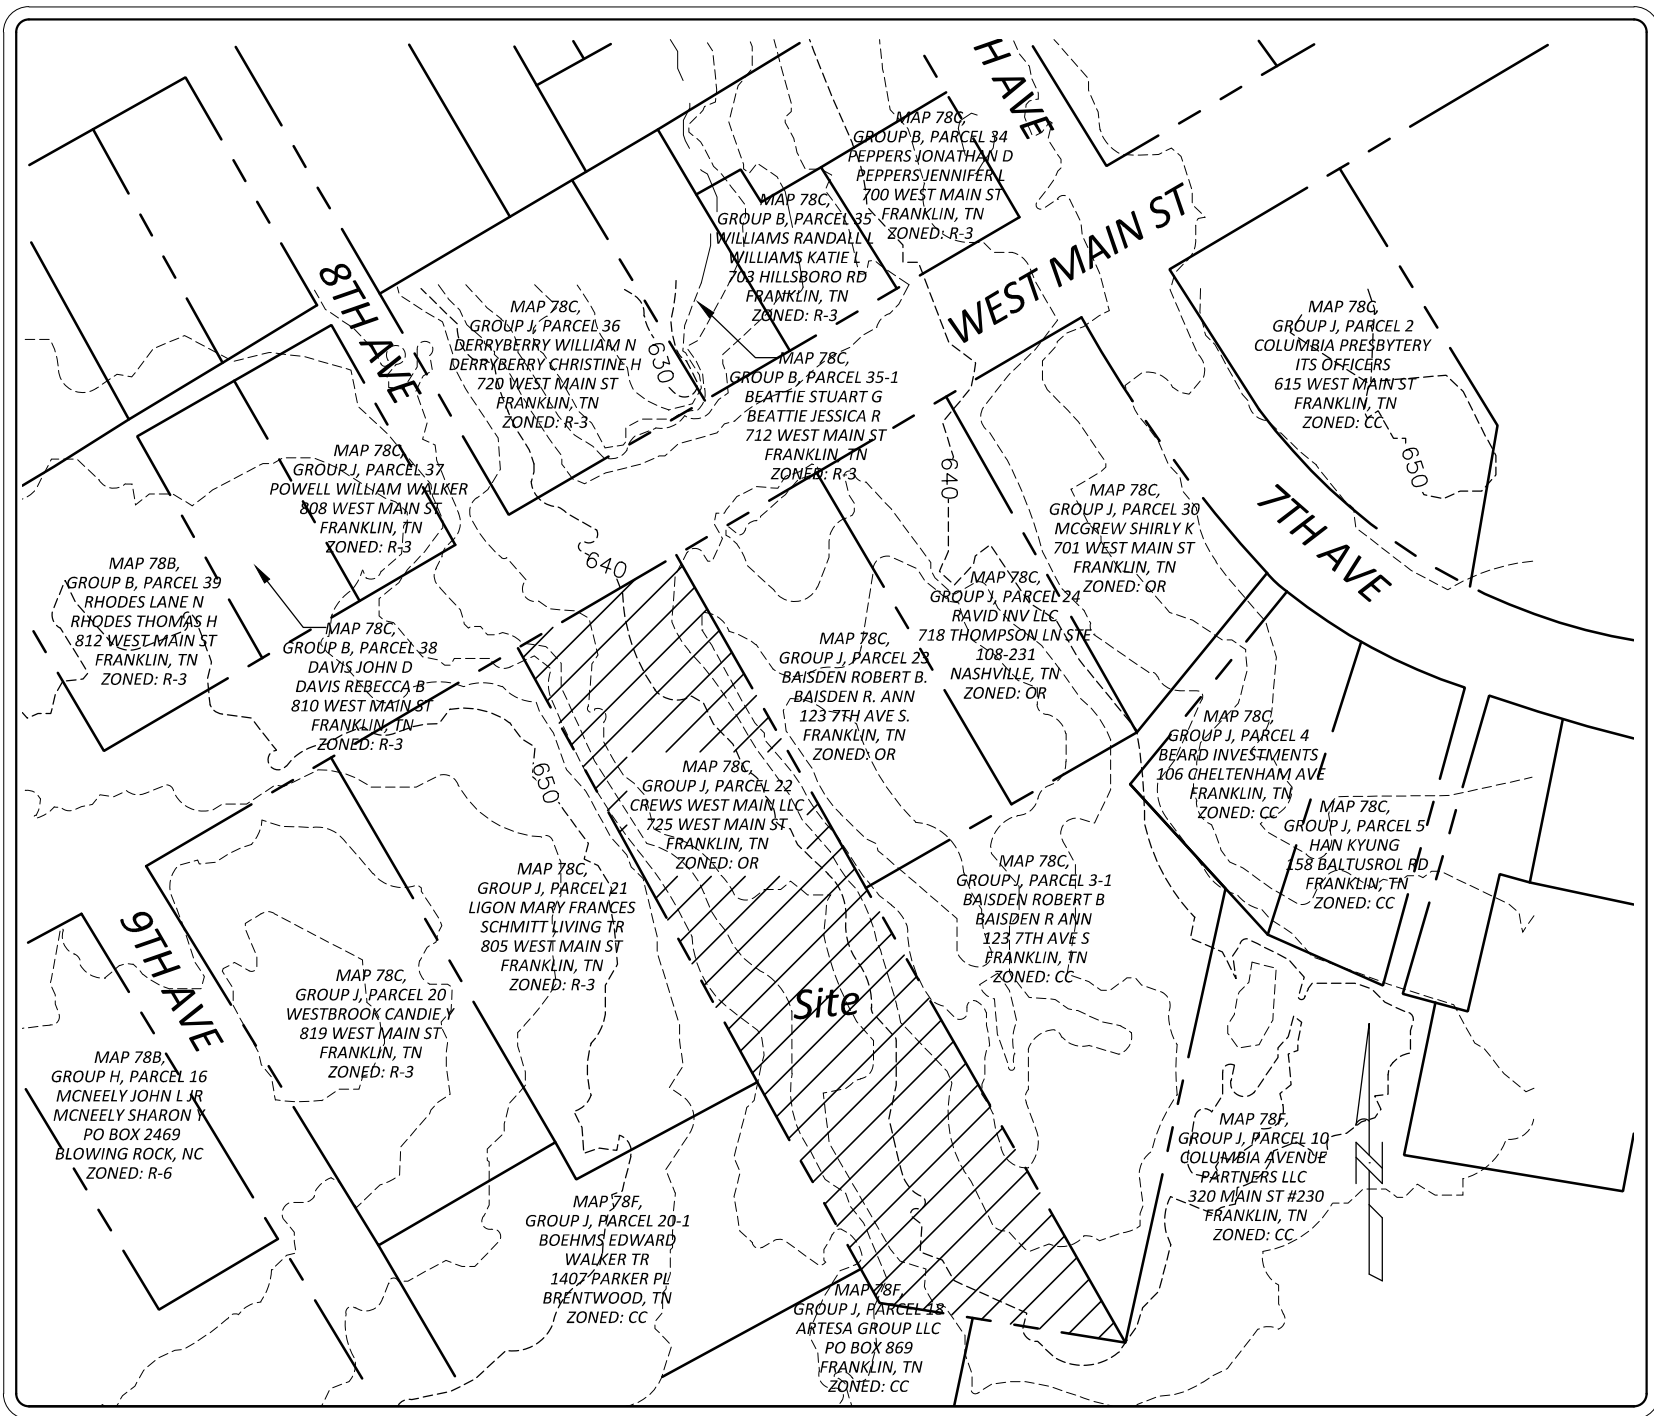 H AVE
MAP 78C,
GROUP B, PARCEL 34
PEPPERS JONATHAN D
PEPPERS JENNIFER L
700 WEST MAIN ST
FRANKLIN, TN
ZONED: R-3
MAP 78C,
GROUP B, PARCEL 35
WILLIAMS RANDALL L
WILLIAMS KATIE L
703 HILLSBORO RD
FRANKLIN, TN
ZONED: R-3
WEST MAIN ST
8TH AVE
MAP 78C,
GROUP J, PARCEL 36
DERRYBERRY WILLIAM N
DERRYBERRY CHRISTINE H
720 WEST MAIN ST
FRANKLIN, TN
ZONED: R-3
630
MAP 78C,
GROUP J, PARCEL 2
COLUMBIA PRESBYTERY
ITS OFFICERS
615 WEST MAIN ST
FRANKLIN, TN
ZONED: CC
650
MAP 78C,
GROUP B, PARCEL 35-1
BEATTIE STUART G
BEATTIE JESSICA R
712 WEST MAIN ST
FRANKLIN, TN
ZONED: R-3
MAP 78C,
GROUP J, PARCEL 37
POWELL WILLIAM WALKER
808 WEST MAIN ST
FRANKLIN, TN
ZONED: R-3
640
MAP 78C,
GROUP J, PARCEL 30
MCGREW SHIRLY K
701 WEST MAIN ST
FRANKLIN, TN
ZONED: OR
7TH AVE
MAP 78B,
GROUP B, PARCEL 39
RHODES LANE N
RHODES THOMAS H
812 WEST MAIN ST
FRANKLIN, TN
ZONED: R-3
640
MAP 78C,
GROUP J, PARCEL 24
RAVID INV LLC
718 THOMPSON LN STE
108-231
NASHVILLE, TN
ZONED: OR
MAP 78C,
GROUP B, PARCEL 38
DAVIS JOHN D
DAVIS REBECCA B
810 WEST MAIN ST
FRANKLIN, TN
ZONED: R-3
MAP 78C,
GROUP J, PARCEL 23
BAISDEN ROBERT B.
BAISDEN R. ANN
123 7TH AVE S.
FRANKLIN, TN
ZONED: OR
MAP 78C,
GROUP J, PARCEL 4
BEARD INVESTMENTS
106 CHELTENHAM AVE
FRANKLIN, TN
ZONED: CC
650
MAP 78C,
GROUP J, PARCEL 22
CREWS WEST MAIN LLC
725 WEST MAIN ST
FRANKLIN, TN
ZONED: OR
MAP 78C,
GROUP J, PARCEL 5
HAN KYUNG
158 BALTUSROL RD
FRANKLIN, TN
ZONED: CC
MAP 78C,
GROUP J, PARCEL 21
LIGON MARY FRANCES
SCHMITT LIVING TR
805 WEST MAIN ST
FRANKLIN, TN
ZONED: R-3
MAP 78C,
GROUP J, PARCEL 3-1
BAISDEN ROBERT B
BAISDEN R ANN
123 7TH AVE S
FRANKLIN, TN
ZONED: CC
9TH AVE
MAP 78C,
GROUP J, PARCEL 20
WESTBROOK CANDIE Y
819 WEST MAIN ST
FRANKLIN, TN
ZONED: R-3
Site
MAP 78B,
GROUP H, PARCEL 16
MCNEELY JOHN L JR
MCNEELY SHARON Y
PO BOX 2469
BLOWING ROCK, NC
ZONED: R-6
MAP 78F,
GROUP J, PARCEL 10
COLUMBIA AVENUE
PARTNERS LLC
320 MAIN ST #230
FRANKLIN, TN
ZONED: CC
N
MAP 78F,
GROUP J, PARCEL 20-1
BOEHMS EDWARD
WALKER TR
1407 PARKER PL
BRENTWOOD, TN
ZONED: CC
MAP 78F,
GROUP J, PARCEL 18
ARTESA GROUP LLC
PO BOX 869
FRANKLIN, TN
ZONED: CC